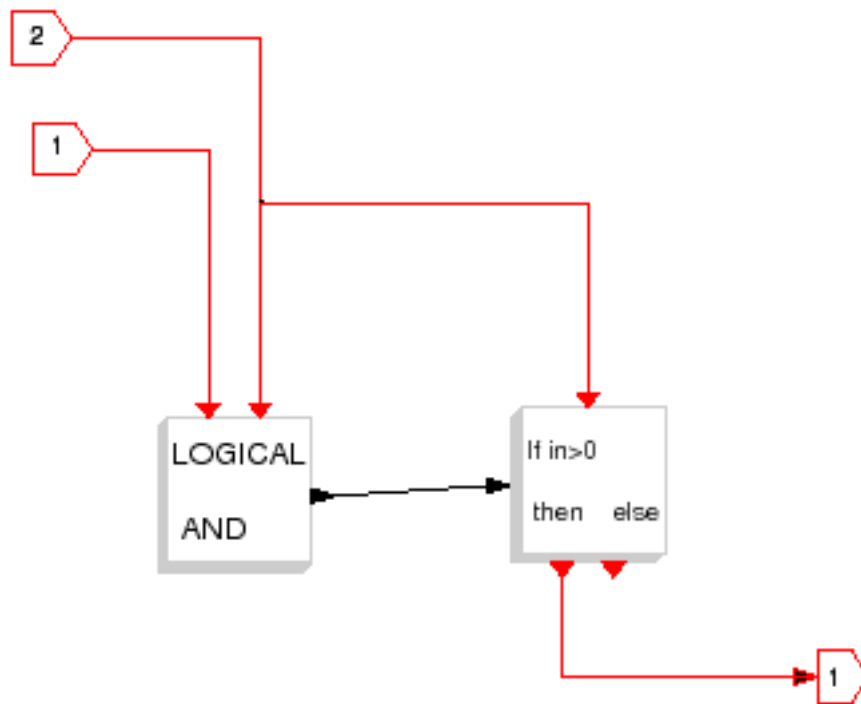 2
1
LOGICAL
AND
If in>0
then else
1